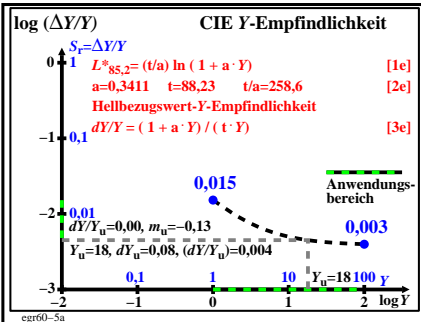 log (ΔY/Y) CIE Y-Empfindlichkeit
S_r=ΔY/Y
0 1
L*_85,2=(t/a) ln ( 1 + a·Y) [1e]
a=0,3411 t=88,23 t/a=258,6 [2e]
Hellbezugswert-Y-Empfindlichkeit
dY/Y = ( 1 + a·Y) / ( t·Y) [3e]
−1 0,1
0,015
Anwendungs-
bereich
−2 0,01
0,003
dY/Y_u=0,00, m_u=−0,13
Y_u=18, dY_u=0,08, (dY/Y_u)=0,004
0,1 1 10 Y_u=18 100 Y
−3
−2 −1 0 1 2 log Y
egr60−5a